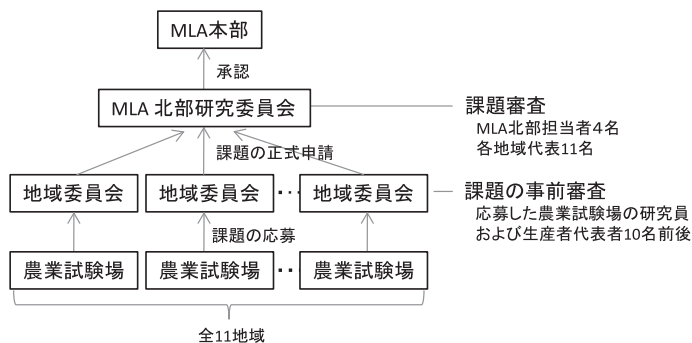 MLA本部
承認
MLA 北部研究委員会
課題審査
MLA北部担当者4名
各地域代表11名
課題の正式申請
地域委員会 地域委員会 ・・・ 地域委員会
課題の事前審査
応募した農業試験場の研究員
および生産者代表者10名前後
課題の応募
農業試験場 農業試験場 ・・・ 農業試験場
全11地域